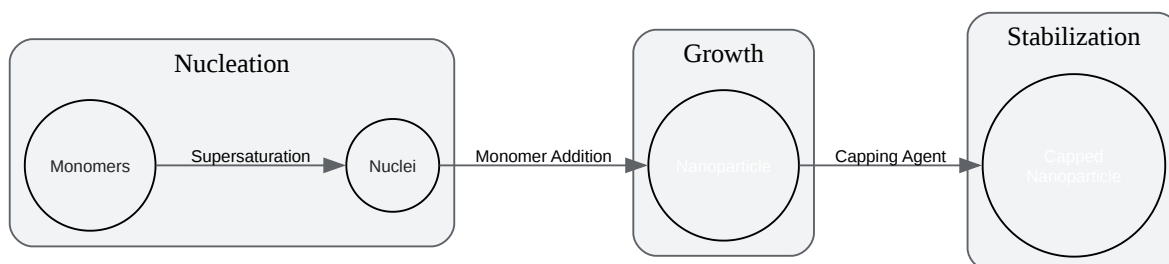 Nucleation
Monomers
Supersaturation
Nuclei
Monomer Addition
Growth
Nanoparticle
Capping Agent
Stabilization
Capped
Nanoparticle